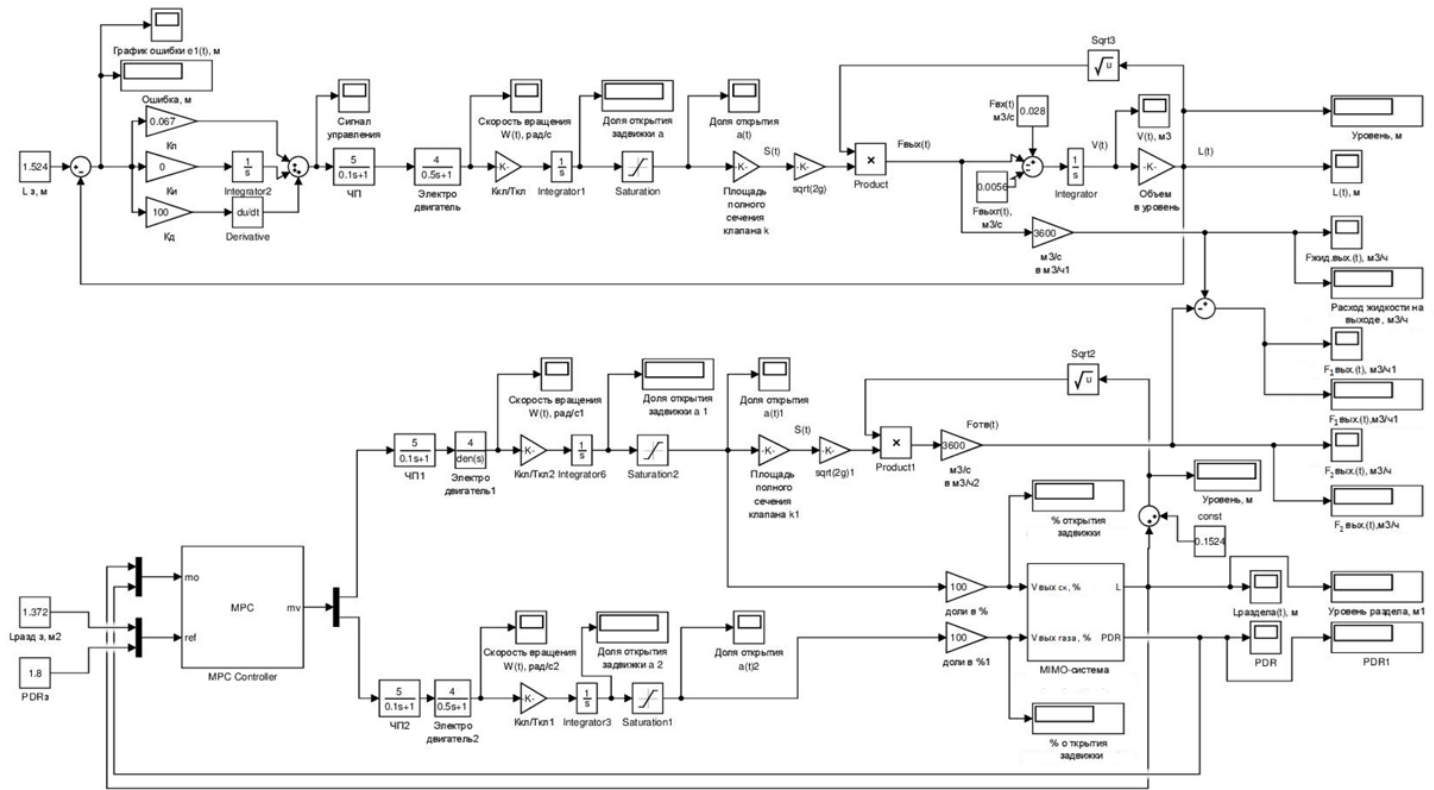 График ошибки e1(t), м
Ошибка, м
1.524
L з, м
0.067
Кп
0
Ки
100
Кд
1
s
Integrator2
du/dt
Derivative
Сигнал
управления
5
0.1s+1
ЧП
4
0.5s+1
Электро
двигатель
Скорость вращения
W(t), рад/с
-K-
Ккл/Ткл
1
s
Integrator1
Доля открытия
задвижки a
Saturation
Доля открытия
a(t)
-K-
Площадь
полного
сечения
клапана k
S(t)
-K-
sqrt(2g)
×
Product
Fвых(t)
Sqrt3
√u
Fвх(t)
м3/с
0.028
0.0056
Fвыхг(t),
м3/с
1
s
Integrator
V(t)
V(t), м3
-K-
Объем
в уровень
L(t)
3600
м3/с
в м3/ч1
Уровень, м
L(t), м
Fжид.вых.(t), м3/ч
Расход жидкости на
выходе , м3/ч
F₂ вых.(t), м3/ч1
F₂ вых.(t),м3/ч1
F₂ вых.(t), м3/ч
F₂ вых.(t),м3/ч
Sqrt2
√u
Скорость вращения
W(t), рад/с1
Доля открытия
задвижки a 1
Доля открытия
a(t)1
5
0.1s+1
ЧП1
4
den(s)
Электро
двигатель1
-K-
Ккл/Ткл2
1
s
Integrator6
Saturation2
-K-
Площадь
полного
сечения
клапана k1
S(t)
-K-
sqrt(2g)1
×
Product1
3600
м3/с
в м3/ч2
Fотв(t)
Уровень, м
const
0.1524
% открытия
задвижки
1.372
Lразд з, м2
1.8
PDRз
mo
ref
MPC
mv
MPC Controller
5
0.1s+1
ЧП2
4
0.5s+1
Электро
двигатель2
Скорость вращения
W(t), рад/с2
-K-
Ккл/Ткл1
1
s
Integrator3
Доля открытия
задвижки a 2
Saturation1
Доля открытия
a(t)2
100
доли в %
100
доли в %1
V вых ск, %
V вых газа, %
L
PDR
MIMO-система
% о ткрытия
задвижки
Lраздела(t), м
PDR
Уровень раздела, м1
PDR1